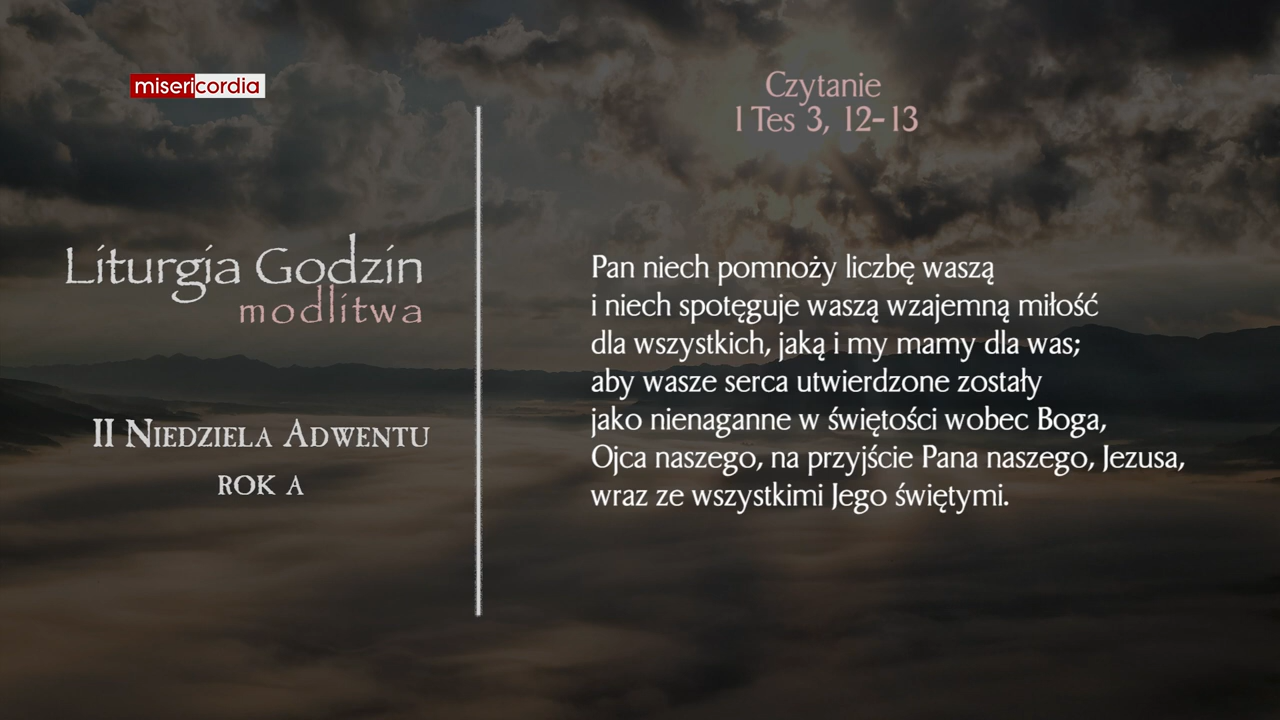 misericordia
Liturgia Godzin
modlitwa
II Niedziela Adwentu
rok A
Czytanie
1 Tes 3, 12-13
Pan niech pomnoży liczbę waszą
i niech spotęguje waszą wzajemną miłość
dla wszystkich, jaką i my mamy dla was;
aby wasze serca utwierdzone zostały
jako nienaganne w świętości wobec Boga,
Ojca naszego, na przyjście Pana naszego, Jezusa,
wraz ze wszystkimi Jego świętymi.